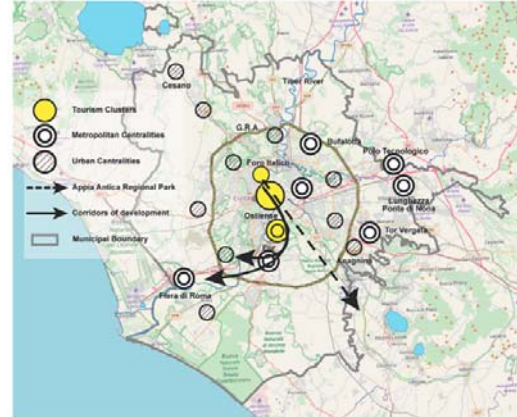 Cesano
Tiber River
Tourism Clusters
Metropolitan Centralities
Urban Centralities
Appia Antica Regional Park
Corridors of development
Municipal Boundary
G.R.A.
Bufalotta
Foro Italico
Polo Tecnologico
Lunghezza
Ponte di Nona
Ostiense
Tor Vergata
Anagnina
Fiera di Roma